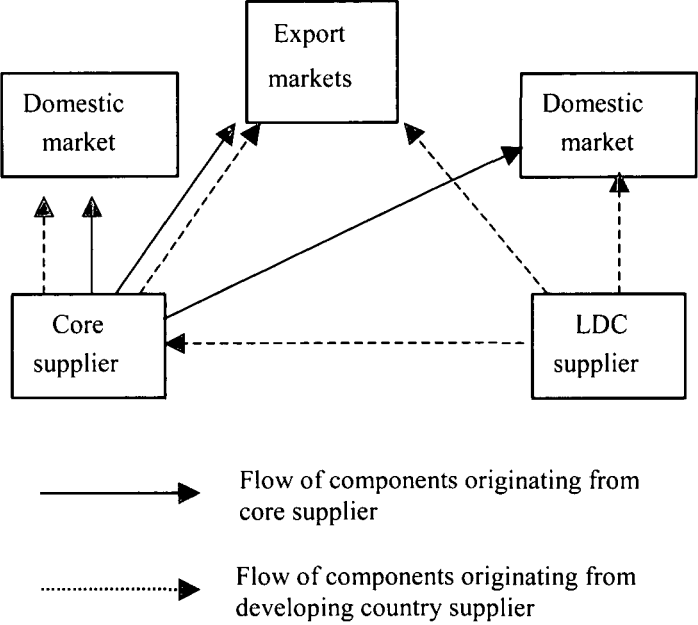 Export
markets
Domestic
market
Domestic
market
Core
supplier
LDC
supplier
Flow of components originating from
core supplier
Flow of components originating from
developing country supplier